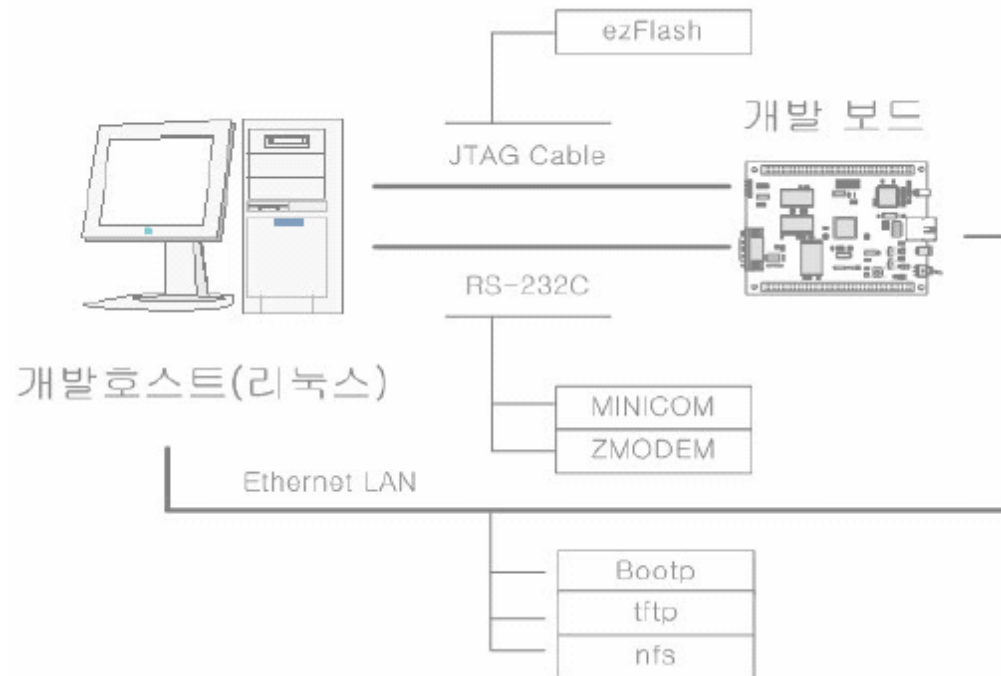 ezFlash
개발 보드
JTAG Cable
RS-232C
개발호스트(리눅스)
MINICOM
ZMODEM
Ethernet LAN
Bootp
tftp
nfs